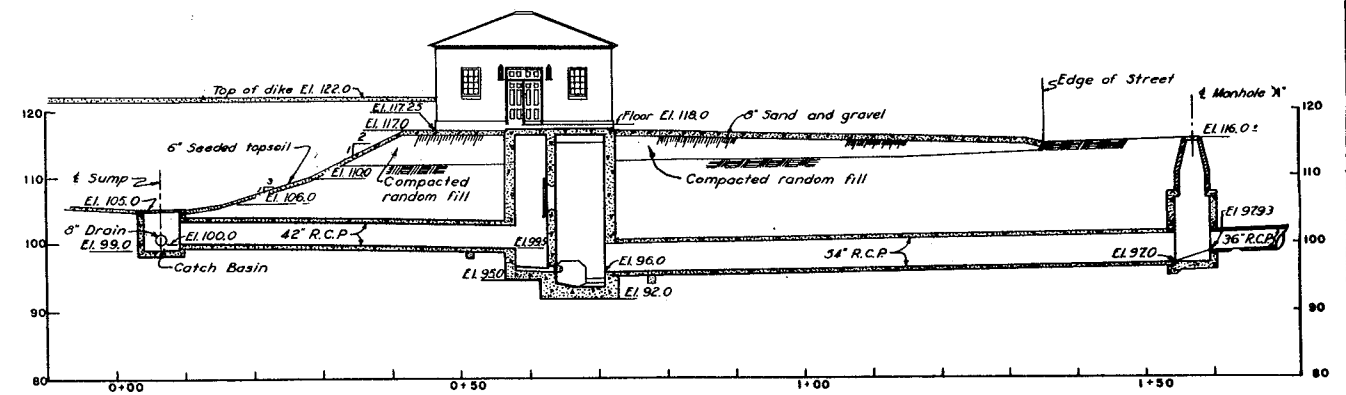 Top of dike El. 122.0
Edge of Street
℄ Manhole "A"
120
El. 117.25
El. 117.0
Floor El. 118.0
8" Sand and gravel
120
El. 116.0 ±
2
1
6" Seeded topsoil
℄ Sump
110
3
El. 110.0
Compacted
random fill
Compacted random fill
110
El. 105.0
El. 106.0
8" Drain
El. 100.0
42" R.C.P.
El. 97.93
100
El. 99.0
El. 99.5
54" R.C.P.
El. 97.0
36" R.C.P.
100
Catch Basin
El. 95.0
El. 96.0
El. 92.0
90
90
80
80
0+00
0+50
1+00
1+50